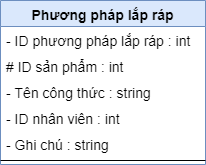 Phương pháp lắp ráp
- ID phương pháp lắp ráp : int
# ID sản phẩm : int
- Tên công thức : string
- ID nhân viên : int
- Ghi chú : string